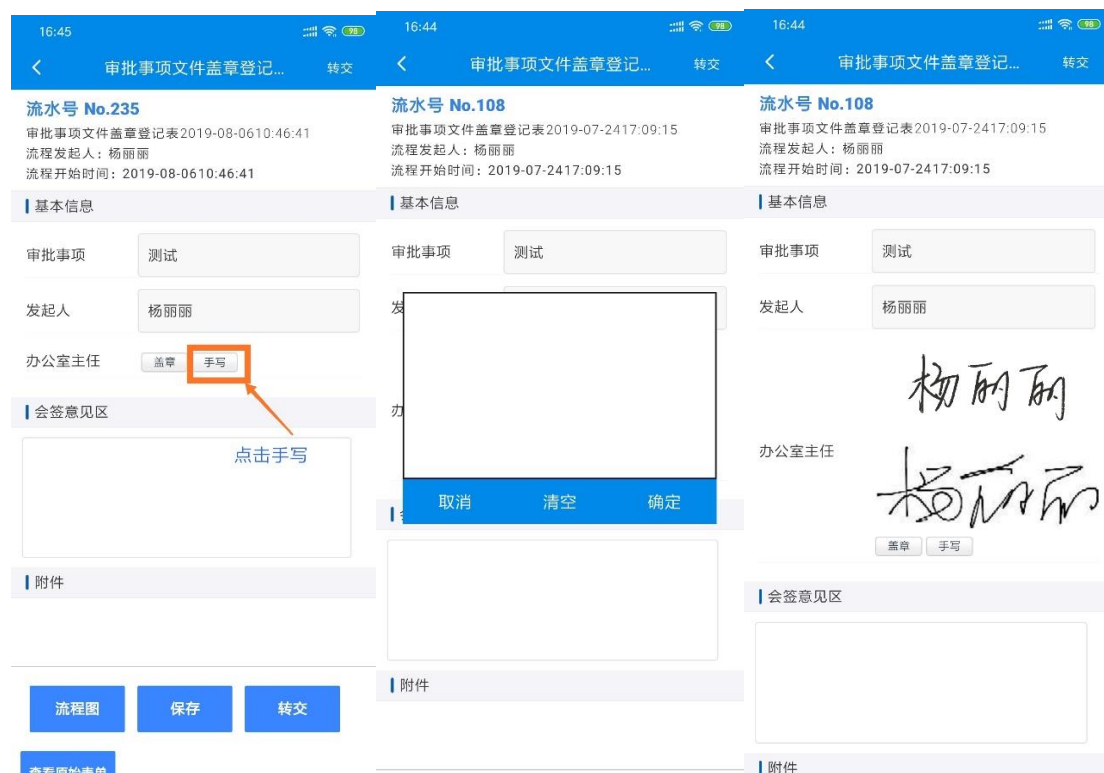 16:45
98
审批事项文件盖章登记...
转交
流水号 No.235
审批事项文件盖章登记表2019-08-0610:46:41
流程发起人：杨丽丽
流程开始时间：2019-08-0610:46:41
基本信息
审批事项
测试
发起人
杨丽丽
办公室主任
盖章
手写
会签意见区
点击手写
附件
流程图
保存
转交
查看原始表单
16:44
98
审批事项文件盖章登记...
转交
流水号 No.108
审批事项文件盖章登记表2019-07-2417:09:15
流程发起人：杨丽丽
流程开始时间：2019-07-2417:09:15
基本信息
审批事项
测试
发
办
取消
清空
确定
附件
16:44
98
审批事项文件盖章登记...
转交
流水号 No.108
审批事项文件盖章登记表2019-07-2417:09:15
流程发起人：杨丽丽
流程开始时间：2019-07-2417:09:15
基本信息
审批事项
测试
发起人
杨丽丽
杨丽丽
办公室主任
杨丽丽
盖章
手写
会签意见区
附件